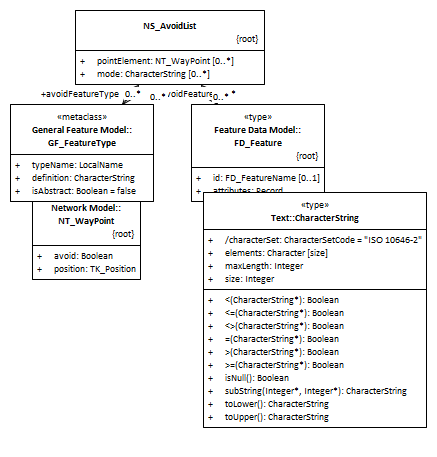 NS_AvoidList
{root}
+ pointElement: NT_WayPoint [0..*]
+ mode: CharacterString [0..*]
+avoidFeatureType 0..* 0..* voidFeature *
«metaclass»
General Feature Model::
GF_FeatureType
+ typeName: LocalName
+ definition: CharacterString
+ isAbstract: Boolean = false
«type»
Feature Data Model::
FD_Feature
{root}
+ id: FD_FeatureName [0..1]
+ attributes: Record
Network Model::
NT_WayPoint
{root}
+ avoid: Boolean
+ position: TK_Position
«type»
Text::CharacterString
+ /characterSet: CharacterSetCode = "ISO 10646-2"
+ elements: Character [size]
+ maxLength: Integer
+ size: Integer
+ <(CharacterString*): Boolean
+ <=(CharacterString*): Boolean
+ <>(CharacterString*): Boolean
+ =(CharacterString*): Boolean
+ >(CharacterString*): Boolean
+ >=(CharacterString*): Boolean
+ isNull(): Boolean
+ subString(Integer*, Integer*): CharacterString
+ toLower(): CharacterString
+ toUpper(): CharacterString